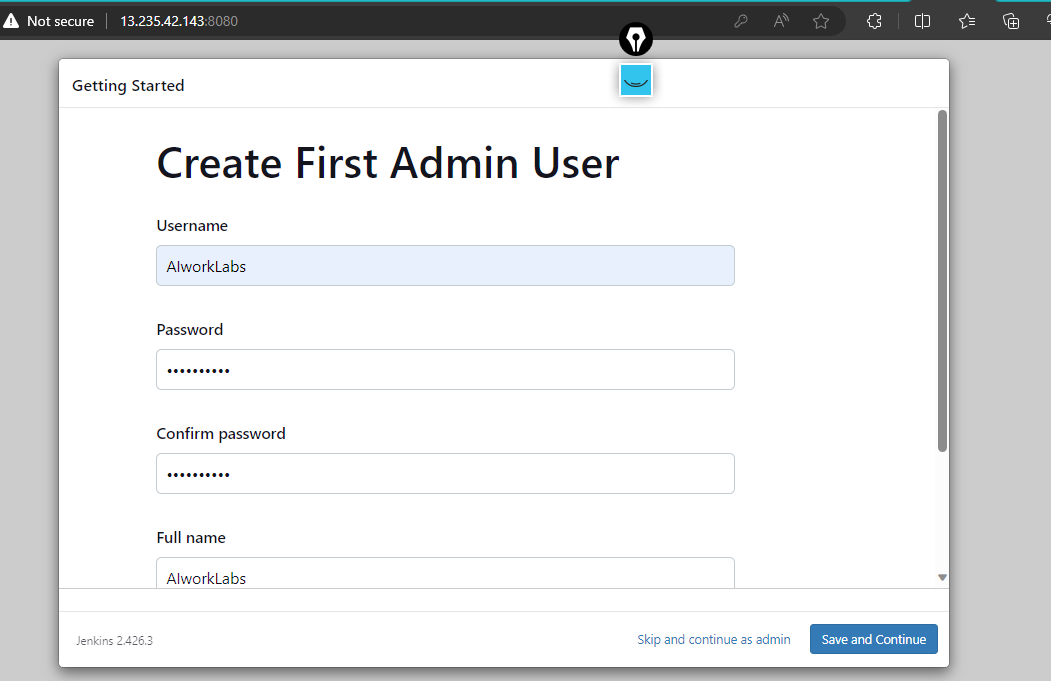 Not secure
13.235.42.143:8080
Getting Started
Create First Admin User
Username
AIworkLabs
Password
••••••••••
Confirm password
••••••••••
Full name
AIworkLabs
Jenkins 2.426.3
Skip and continue as admin
Save and Continue